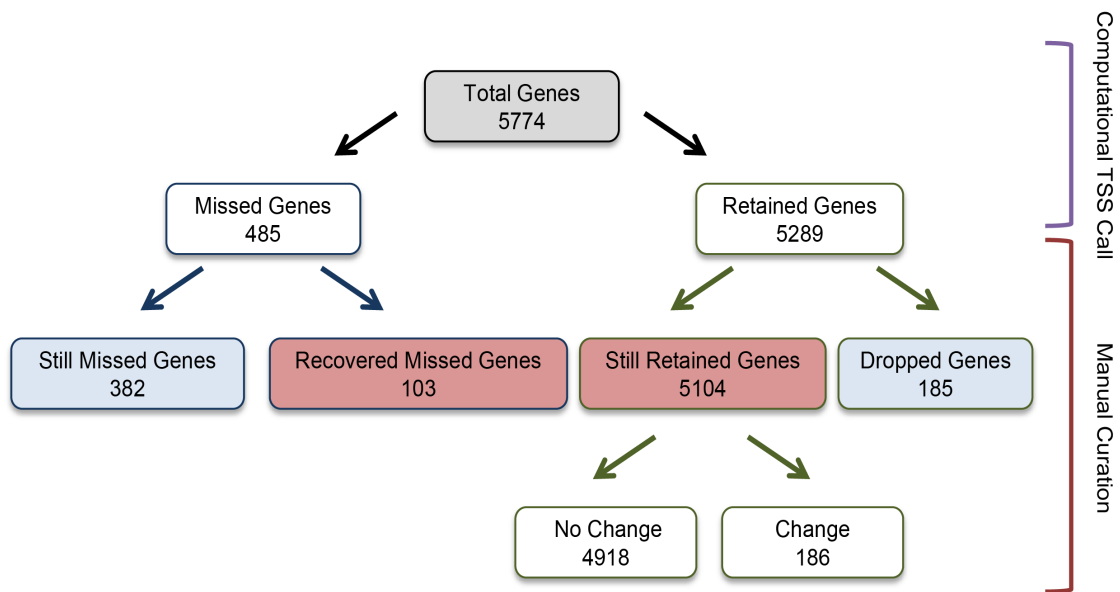 Total Genes
5774
Computational TSS Call
Missed Genes
485
Retained Genes
5289
Still Missed Genes
382
Recovered Missed Genes
103
Still Retained Genes
5104
Dropped Genes
185
Manual Curation
No Change
4918
Change
186